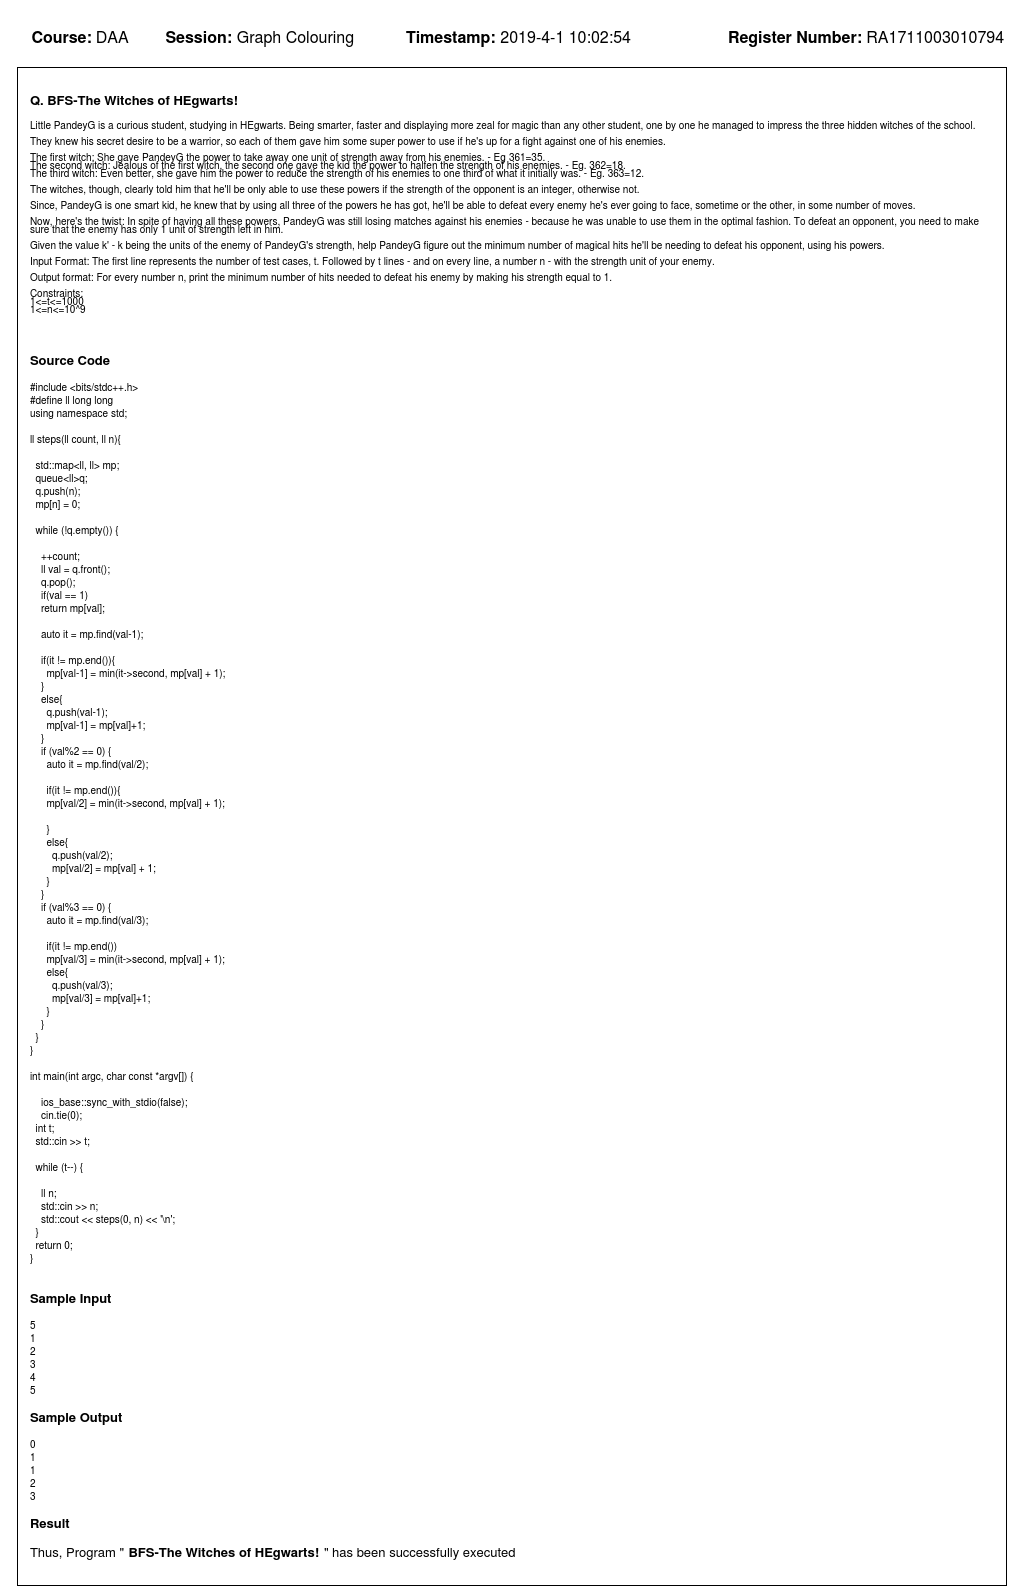 Course: DAA Session: Graph Colouring Timestamp: 2019-4-1 10:02:54 Register Number: RA1711003010794
Q. BFS-The Witches of HEgwarts!
Little PandeyG is a curious student, studying in HEgwarts. Being smarter, faster and displaying more zeal for magic than any other student, one by one he managed to impress the three hidden witches of the school.
They knew his secret desire to be a warrior, so each of them gave him some super power to use if he's up for a fight against one of his enemies.
The first witch: She gave PandeyG the power to take away one unit of strength away from his enemies. - Eg 361=35.
The second witch: Jealous of the first witch, the second one gave the kid the power to halfen the strength of his enemies. - Eg. 362=18.
The third witch: Even better, she gave him the power to reduce the strength of his enemies to one third of what it initially was. - Eg. 363=12.
The witches, though, clearly told him that he'll be only able to use these powers if the strength of the opponent is an integer, otherwise not.
Since, PandeyG is one smart kid, he knew that by using all three of the powers he has got, he'll be able to defeat every enemy he's ever going to face, sometime or the other, in some number of moves.
Now, here's the twist: In spite of having all these powers, PandeyG was still losing matches against his enemies - because he was unable to use them in the optimal fashion. To defeat an opponent, you need to make
sure that the enemy has only 1 unit of strength left in him.
Given the value k' - k being the units of the enemy of PandeyG's strength, help PandeyG figure out the minimum number of magical hits he'll be needing to defeat his opponent, using his powers.
Input Format: The first line represents the number of test cases, t. Followed by t lines - and on every line, a number n - with the strength unit of your enemy.
Output format: For every number n, print the minimum number of hits needed to defeat his enemy by making his strength equal to 1.
Constraints:
1<=t<=1000
1<=n<=10^9
Source Code
#include <bits/stdc++.h>
#define ll long long
using namespace std;
ll steps(ll count, ll n){
std::map<ll, ll> mp;
queue<ll>q;
q.push(n);
mp[n] = 0;
while (!q.empty()) {
++count;
ll val = q.front();
q.pop();
if(val == 1)
return mp[val];
auto it = mp.find(val-1);
if(it != mp.end()){
mp[val-1] = min(it->second, mp[val] + 1);
}
else{
q.push(val-1);
mp[val-1] = mp[val]+1;
}
if (val%2 == 0) {
auto it = mp.find(val/2);
if(it != mp.end()){
mp[val/2] = min(it->second, mp[val] + 1);
}
else{
q.push(val/2);
mp[val/2] = mp[val] + 1;
}
}
if (val%3 == 0) {
auto it = mp.find(val/3);
if(it != mp.end())
mp[val/3] = min(it->second, mp[val] + 1);
else{
q.push(val/3);
mp[val/3] = mp[val]+1;
}
}
}
}
int main(int argc, char const *argv[]) {
ios_base::sync_with_stdio(false);
cin.tie(0);
int t;
std::cin >> t;
while (t--) {
ll n;
std::cin >> n;
std::cout << steps(0, n) << '\n';
}
return 0;
}
Sample Input
5
1
2
3
4
5
Sample Output
0
1
1
2
3
Result
Thus, Program " BFS-The Witches of HEgwarts! " has been successfully executed